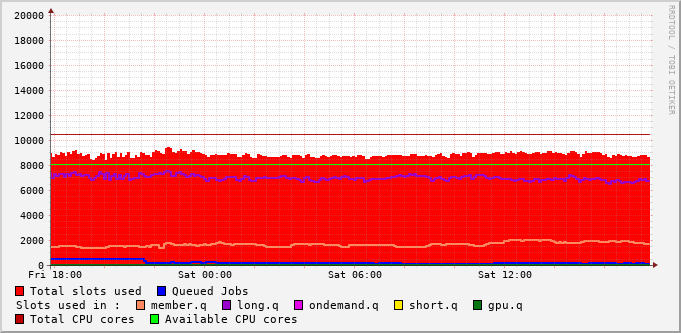 20000
18000
16000
14000
12000
10000
8000
6000
4000
2000
0
Fri 18:00 Sat 00:00 Sat 06:00 Sat 12:00
Total slots used Queued Jobs
Slots used in : member.q long.q ondemand.q short.q gpu.q
Total CPU cores Available CPU cores
RRDTOOL / TOBI OETIKER